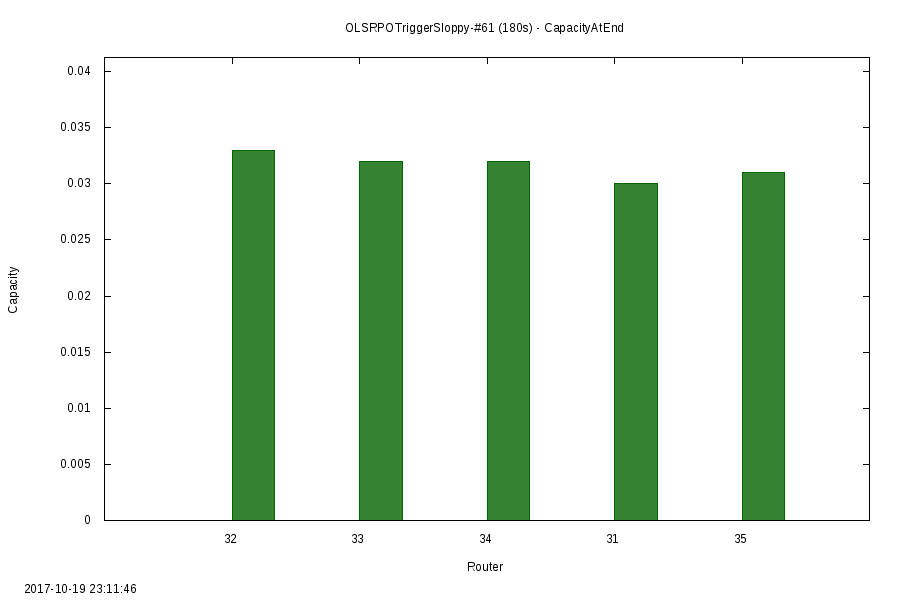 OLSRPOTriggerSloppy-#61 (180s) - CapacityAtEnd
0.04
0.035
0.03
0.025
0.02
0.015
0.01
0.005
0
Capacity
32 33 34 31 35
Router
2017-10-19 23:11:46